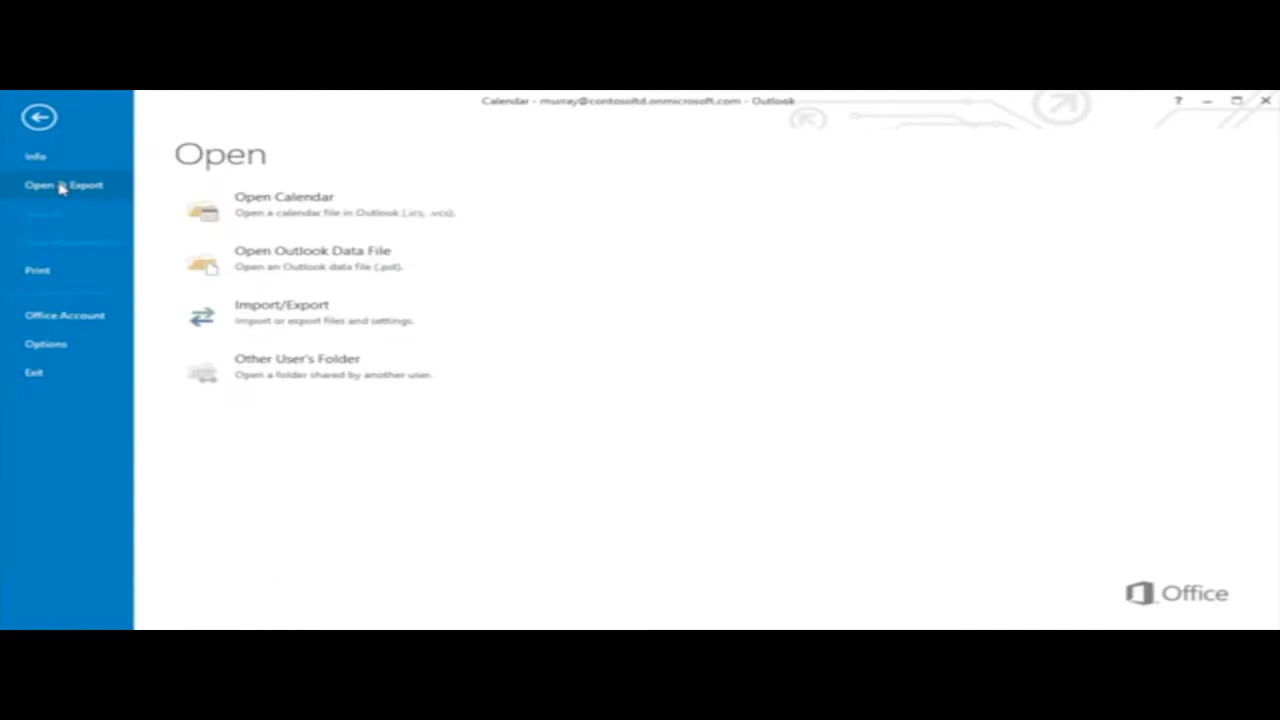 Calendar - murray@contosoltd.onmicrosoft.com - Outlook
Info
Open & Export
Print
Office Account
Options
Exit
Open
Open Calendar
Open a calendar file in Outlook (.ics, .vcs).
Open Outlook Data File
Open an Outlook data file (.pst).
Import/Export
Import or export files and settings.
Other User's Folder
Open a folder shared by another user.
Office